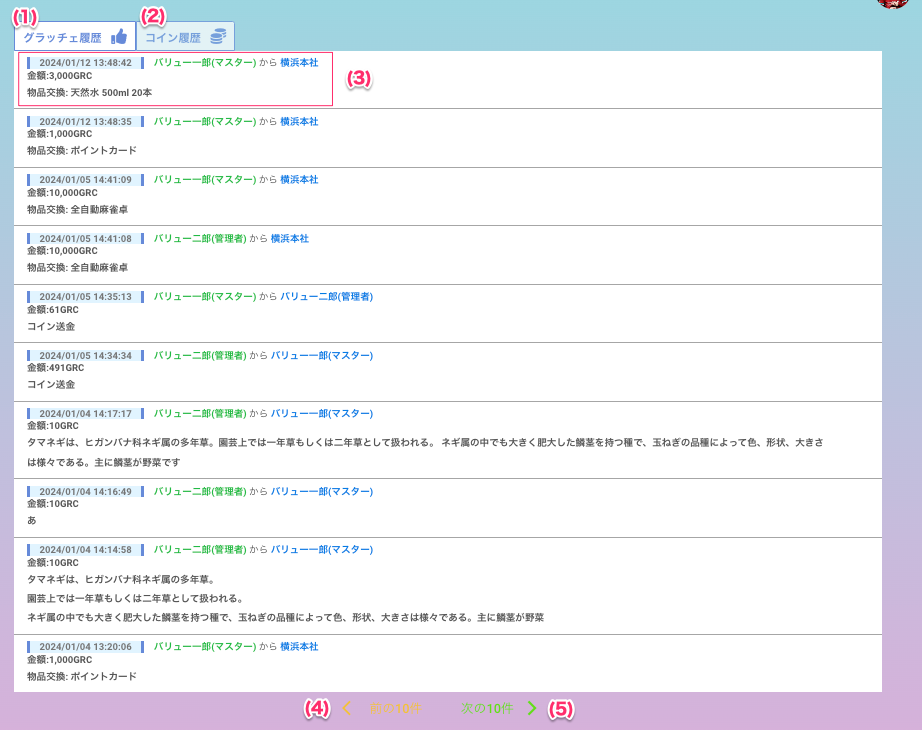 (1)
(2)
グラッチェ履歴
コイン履歴
2024/01/12 13:48:42 バリュー一郎(マスター) から 横浜本社
(3)
金額:3,000GRC
物品交換: 天然水 500ml 20本
2024/01/12 13:48:35 バリュー一郎(マスター) から 横浜本社
金額:1,000GRC
物品交換: ポイントカード
2024/01/05 14:41:09 バリュー一郎(マスター) から 横浜本社
金額:10,000GRC
物品交換: 全自動麻雀卓
2024/01/05 14:41:08 バリュー二郎(管理者) から 横浜本社
金額:10,000GRC
物品交換: 全自動麻雀卓
2024/01/05 14:35:13 バリュー一郎(マスター) から バリュー二郎(管理者)
金額:61GRC
コイン送金
2024/01/05 14:34:34 バリュー二郎(管理者) から バリュー一郎(マスター)
金額:491GRC
コイン送金
2024/01/04 14:17:17 バリュー二郎(管理者) から バリュー一郎(マスター)
金額:10GRC
タマネギは、ヒガンバナ科ネギ属の多年草。園芸上では一年草もしくは二年草として扱われる。 ネギ属の中でも大きく肥大した鱗茎を持つ種で、玉ねぎの品種によって色、形状、大きさ
は様々である。主に鱗茎が野菜です
2024/01/04 14:16:49 バリュー二郎(管理者) から バリュー一郎(マスター)
金額:10GRC
あ
2024/01/04 14:14:58 バリュー二郎(管理者) から バリュー一郎(マスター)
金額:10GRC
タマネギは、ヒガンバナ科ネギ属の多年草。
園芸上では一年草もしくは二年草として扱われる。
ネギ属の中でも大きく肥大した鱗茎を持つ種で、玉ねぎの品種によって色、形状、大きさは様々である。主に鱗茎が野菜
2024/01/04 13:20:06 バリュー一郎(マスター) から 横浜本社
金額:1,000GRC
物品交換: ポイントカード
(4) 前の10件 次の10件 (5)